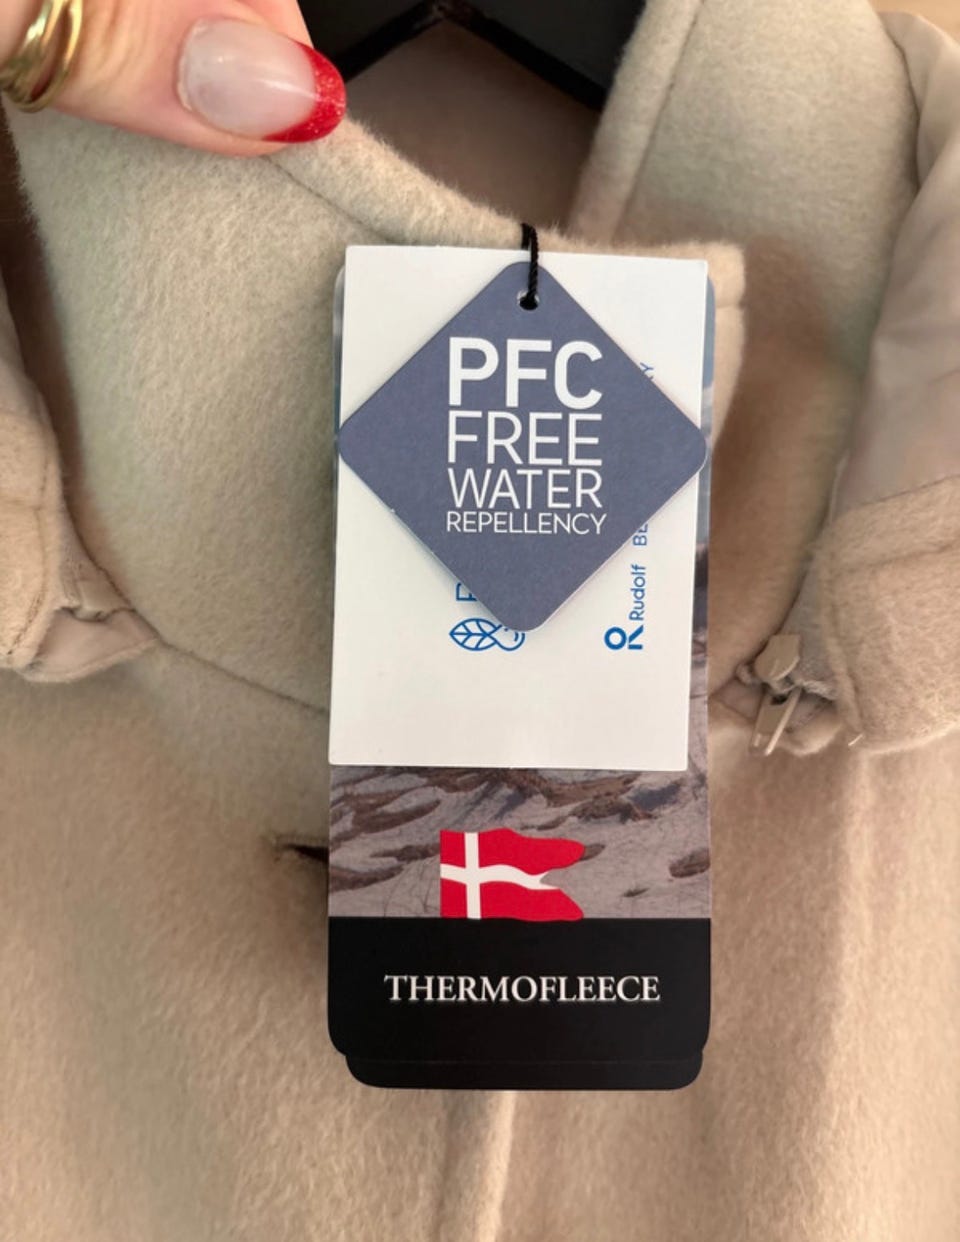 PFC
FREE
WATER
REPELLENCY
Rudolf
THERMOFLEECE